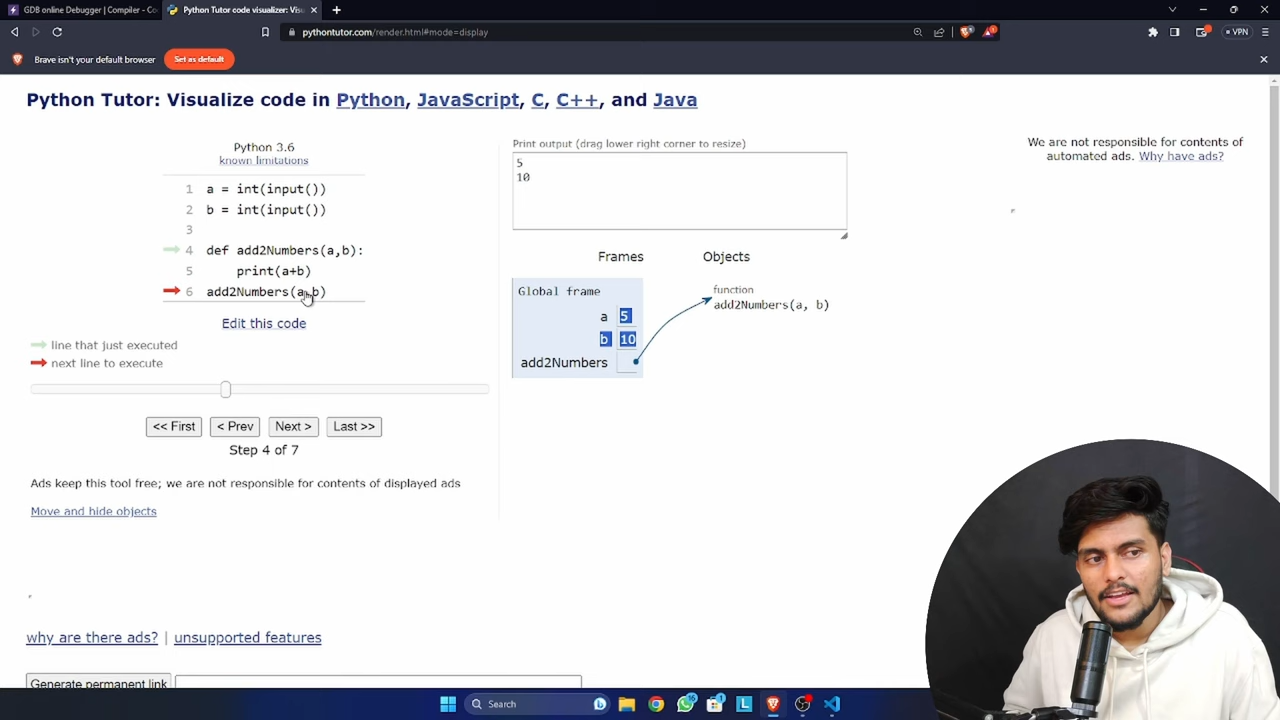 GDB online Debugger | Compiler - Co
Python Tutor code visualizer: Visu
pythontutor.com/render.html#mode=display
VPN
Brave isn't your default browser
Set as default
Python Tutor: Visualize code in Python, JavaScript, C, C++, and Java
Python 3.6
known limitations
1 a = int(input())
2 b = int(input())
3
4 def add2Numbers(a,b):
5 print(a+b)
6 add2Numbers(a,b)
Edit this code
line that just executed
next line to execute
<< First
< Prev
Next >
Last >>
Step 4 of 7
Ads keep this tool free; we are not responsible for contents of displayed ads
Move and hide objects
Print output (drag lower right corner to resize)
5
10
Frames
Objects
Global frame
a 5
b 10
add2Numbers
function
add2Numbers(a, b)
We are not responsible for contents of
automated ads. Why have ads?
why are there ads? | unsupported features
Generate permanent link
Search